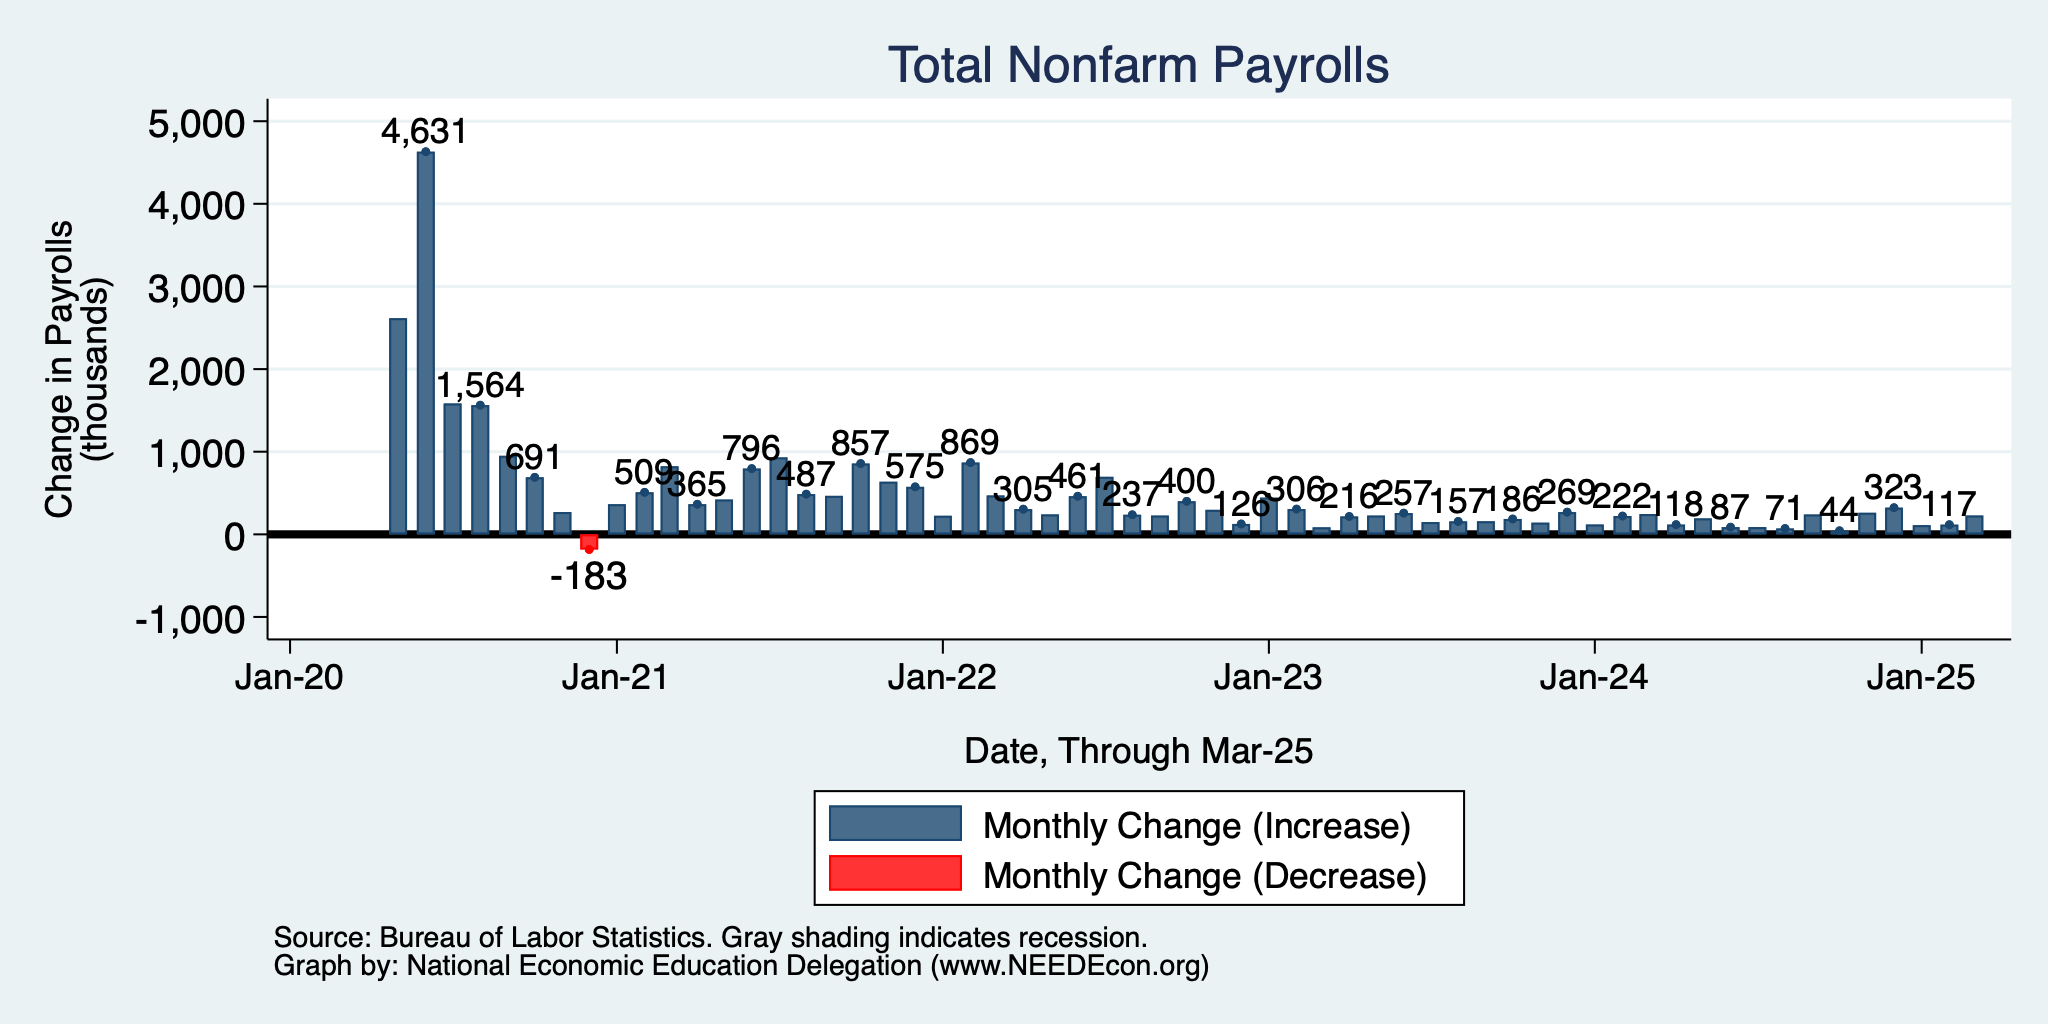 Total Nonfarm Payrolls
Change in Payrolls
(thousands)
5,000
4,000
3,000
2,000
1,000
0
-1,000
4,631
1,564
691
-183
509
365
796
487
857
575
869
305
461
237
400
126
306
216
257
157
186
269
222
118
87
71
44
323
117
Jan-20
Jan-21
Jan-22
Jan-23
Jan-24
Jan-25
Date, Through Mar-25
Monthly Change (Increase)
Monthly Change (Decrease)
Source: Bureau of Labor Statistics. Gray shading indicates recession.
Graph by: National Economic Education Delegation (www.NEEDEcon.org)